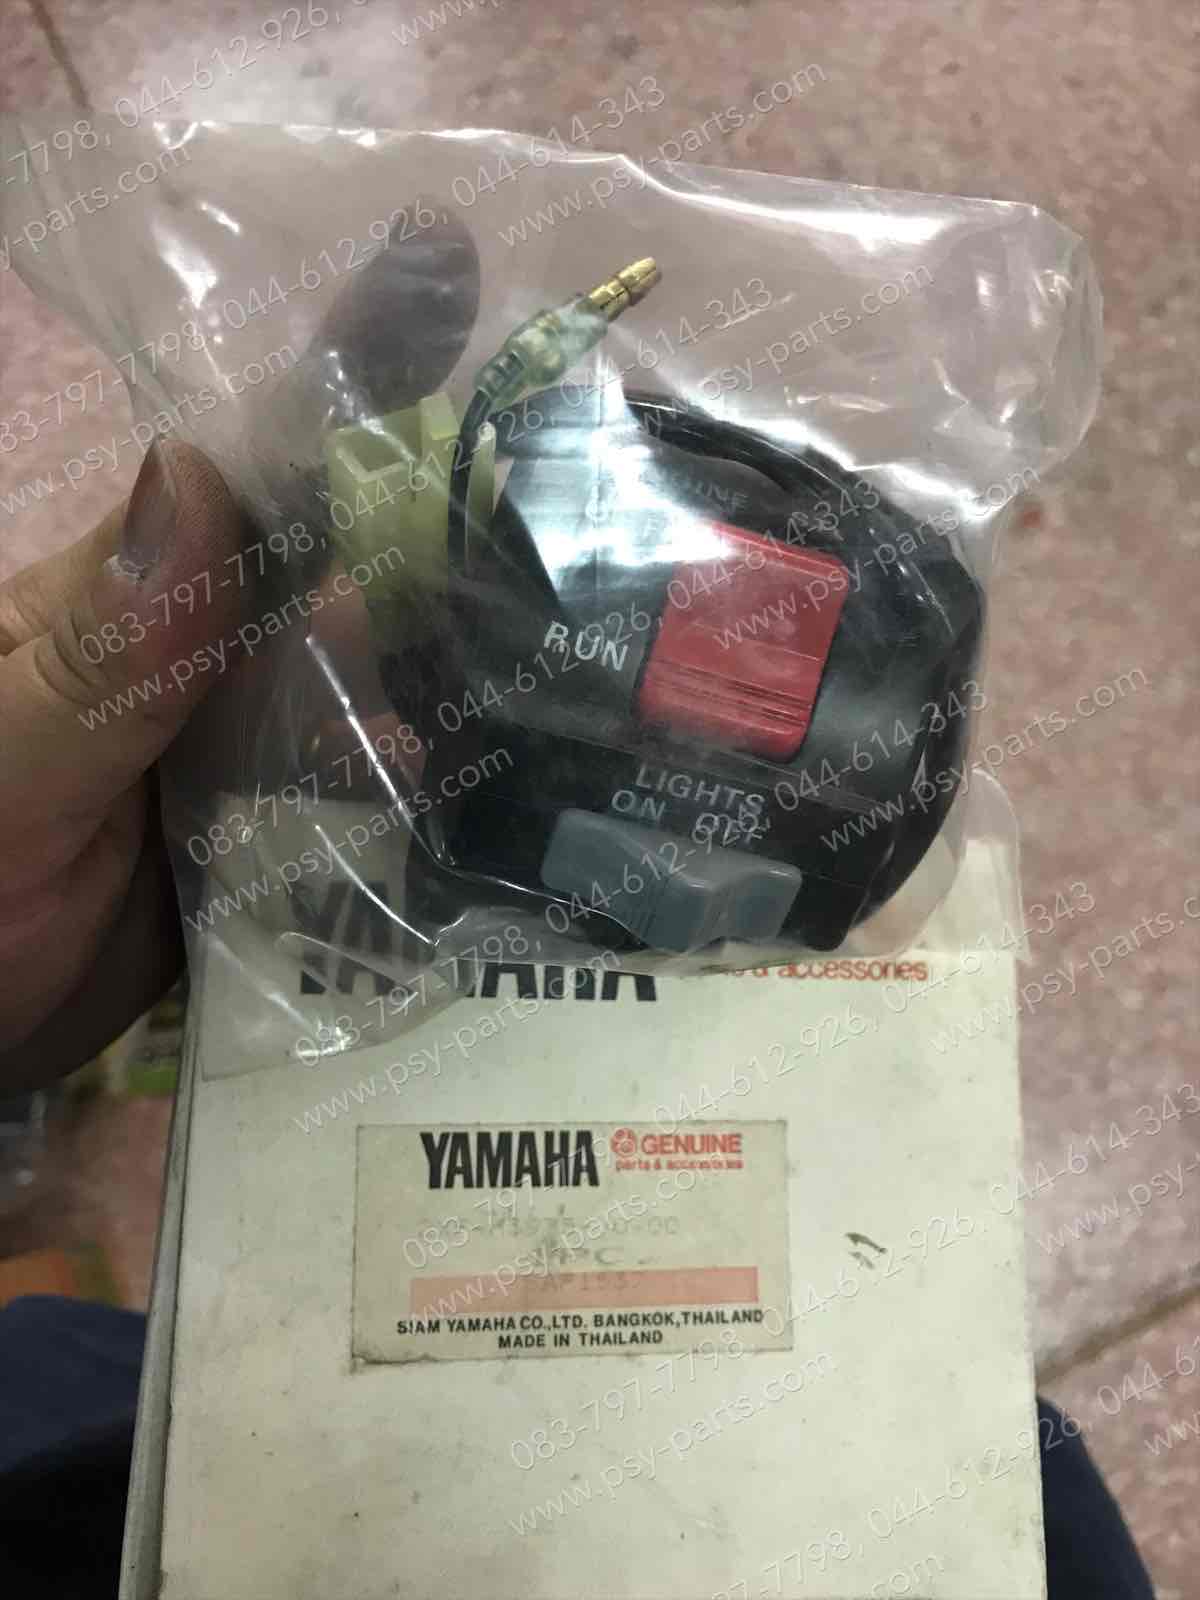 083-797-7798, 044-612-926, 044-614-343
www.psy-parts.com
RUN
LIGHTS
ON OFF
YAMAHA
& accessories
YAMAHA GENUINE
parts & accessories
SIAM YAMAHA CO.,LTD. BANGKOK,THAILAND
MADE IN THAILAND